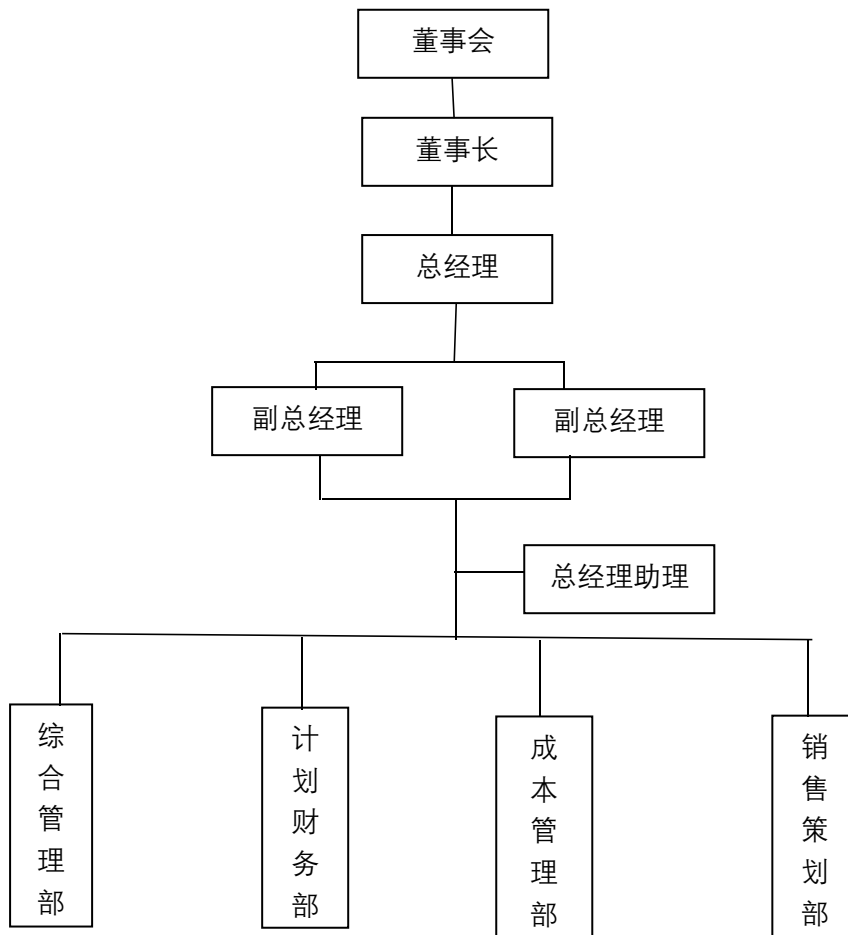 董事会
董事长
总经理
副总经理
副总经理
总经理助理
综合管理部
计划财务部
成本管理部
销售策划部